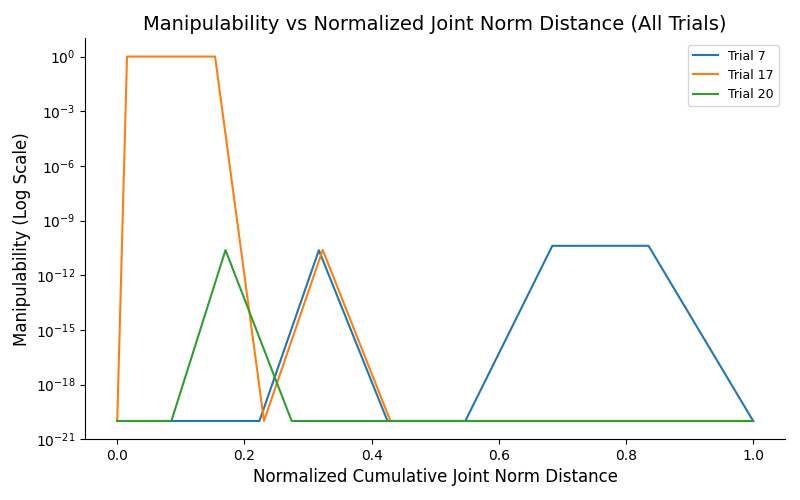 Manipulability vs Normalized Joint Norm Distance (All Trials)
Manipulability (Log Scale)
10⁰
10⁻³
10⁻⁶
10⁻⁹
10⁻¹²
10⁻¹⁵
10⁻¹⁸
10⁻²¹
Trial 7
Trial 17
Trial 20
0.0 0.2 0.4 0.6 0.8 1.0
Normalized Cumulative Joint Norm Distance